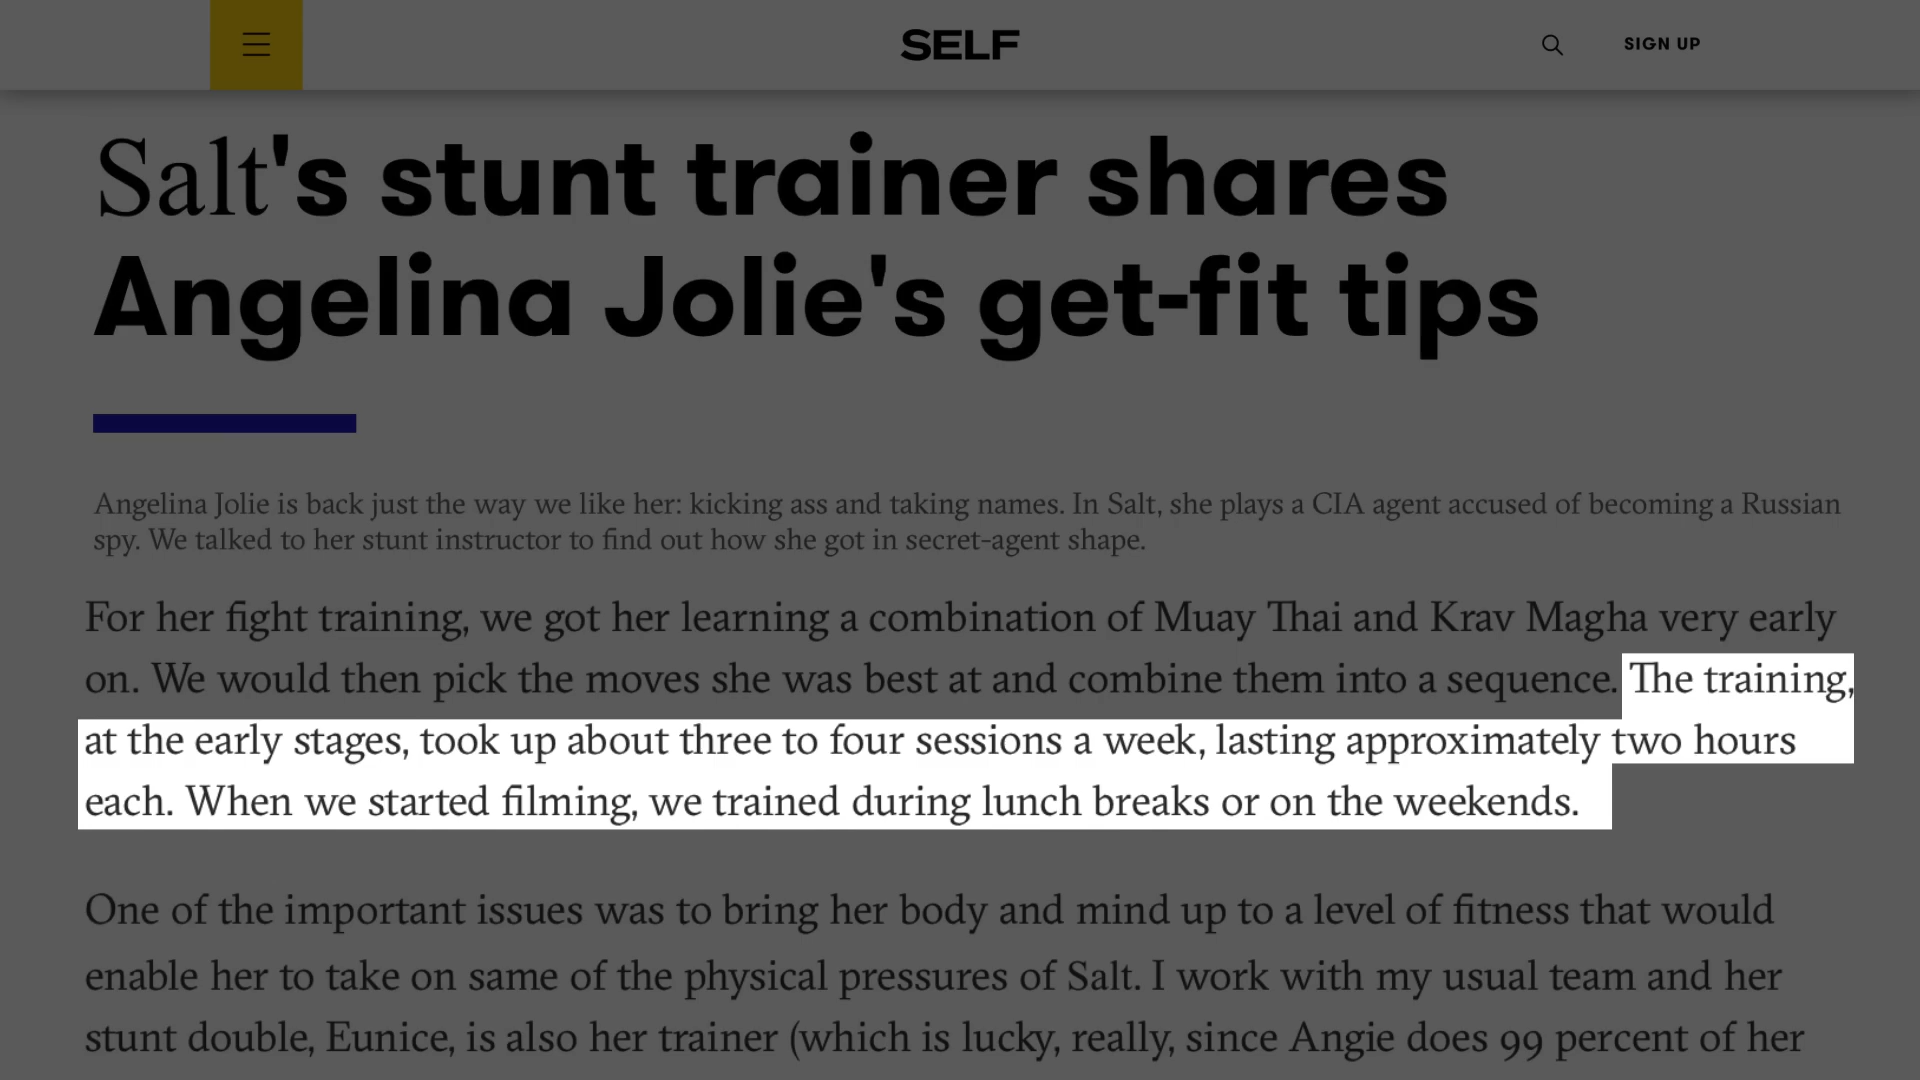 SELF
SIGN UP
Salt's stunt trainer shares
Angelina Jolie's get-fit tips
Angelina Jolie is back just the way we like her: kicking ass and taking names. In Salt, she plays a CIA agent accused of becoming a Russian
spy. We talked to her stunt instructor to find out how she got in secret-agent shape.
For her fight training, we got her learning a combination of Muay Thai and Krav Magha very early
on. We would then pick the moves she was best at and combine them into a sequence. The training,
at the early stages, took up about three to four sessions a week, lasting approximately two hours
each. When we started filming, we trained during lunch breaks or on the weekends.
One of the important issues was to bring her body and mind up to a level of fitness that would
enable her to take on same of the physical pressures of Salt. I work with my usual team and her
stunt double, Eunice, is also her trainer (which is lucky, really, since Angie does 99 percent of her